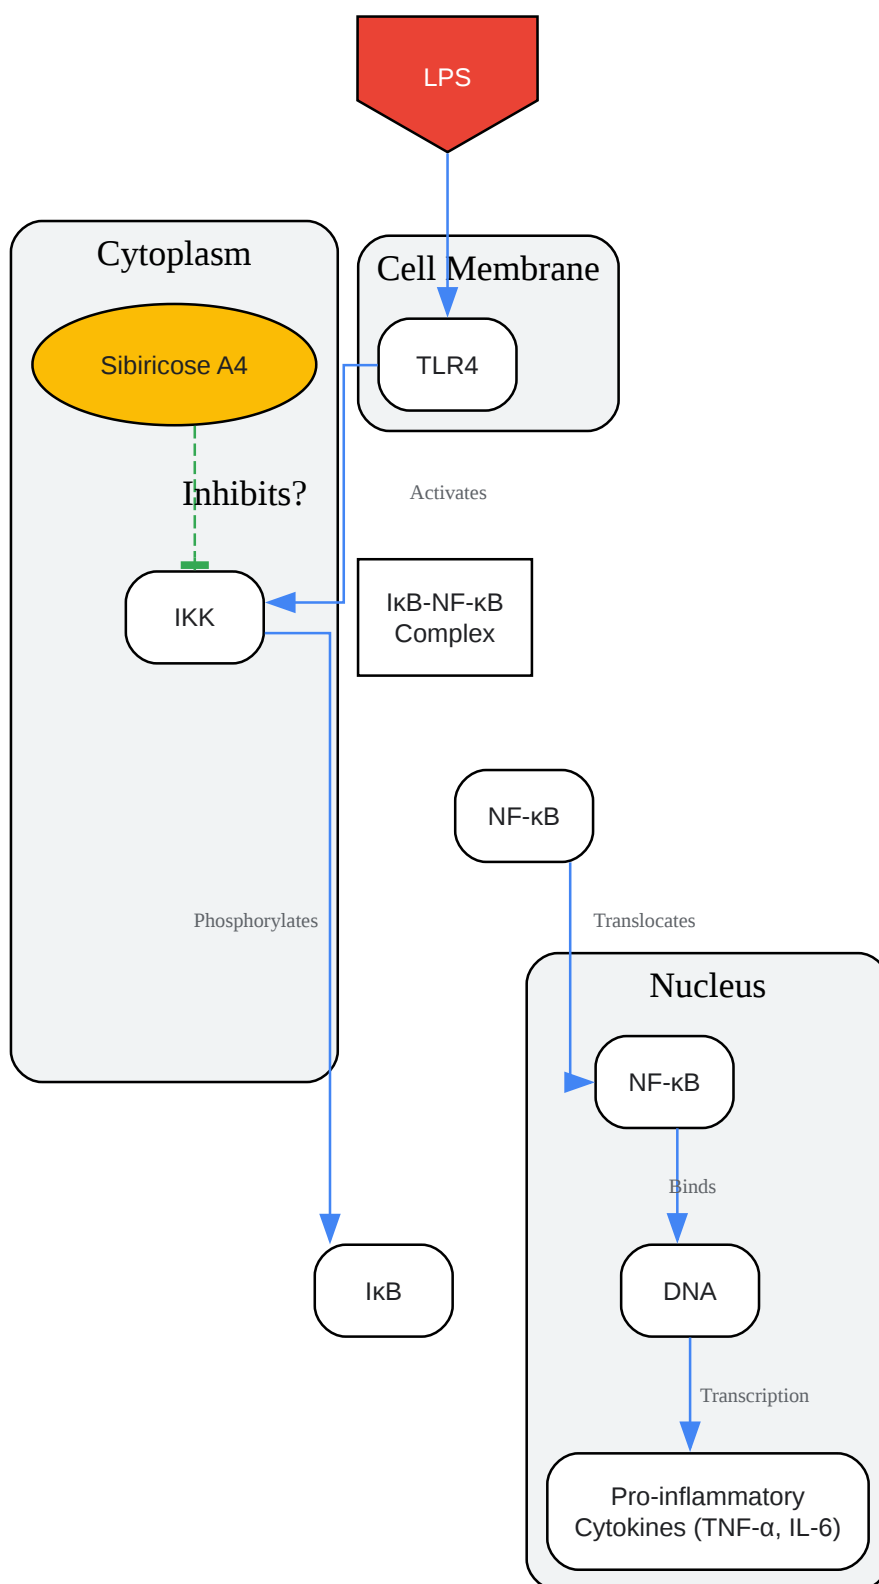 LPS
Cytoplasm
Cell Membrane
Sibiricose A4
TLR4
Inhibits?
Activates
IKK
IκB-NF-κB
Complex
NF-κB
Phosphorylates
Translocates
Nucleus
NF-κB
Binds
IκB
DNA
Transcription
Pro-inflammatory
Cytokines (TNF-α, IL-6)